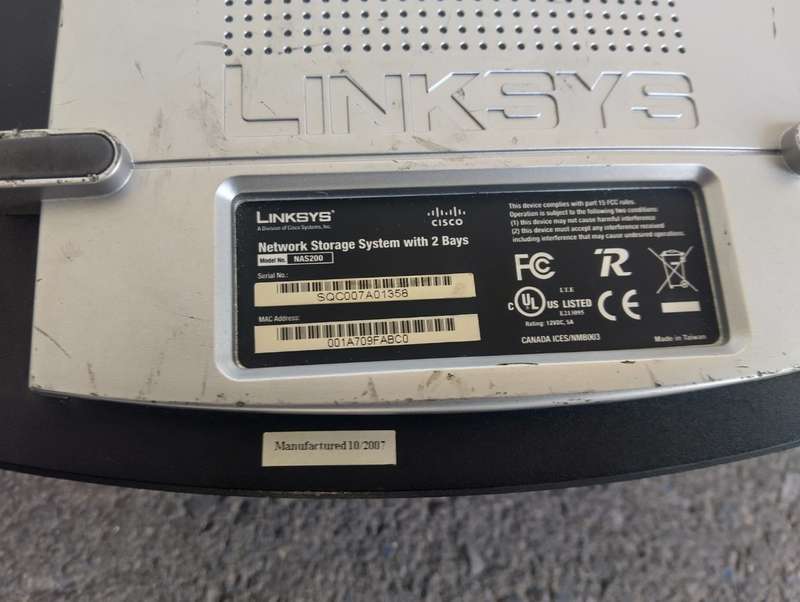 LINKSYS
LINKSYS®
A Division of Cisco Systems, Inc.
CISCO
Network Storage System with 2 Bays
Model No. NAS200
Serial No.:
SQC007A01358
MAC Address:
001A709FABC0
This device complies with part 15 FCC rules.
Operation is subject to the following two conditions:
(1) This device may not cause harmful interference
(2) this device must accept any interference received
including interference that may cause undesired operations.
FC
R
I.T.E
C UL US LISTED CE
E213095
Rating: 12VDC, 5A
CANADA ICES/NMB003
Made in Taiwan
Manufactured 10/2007